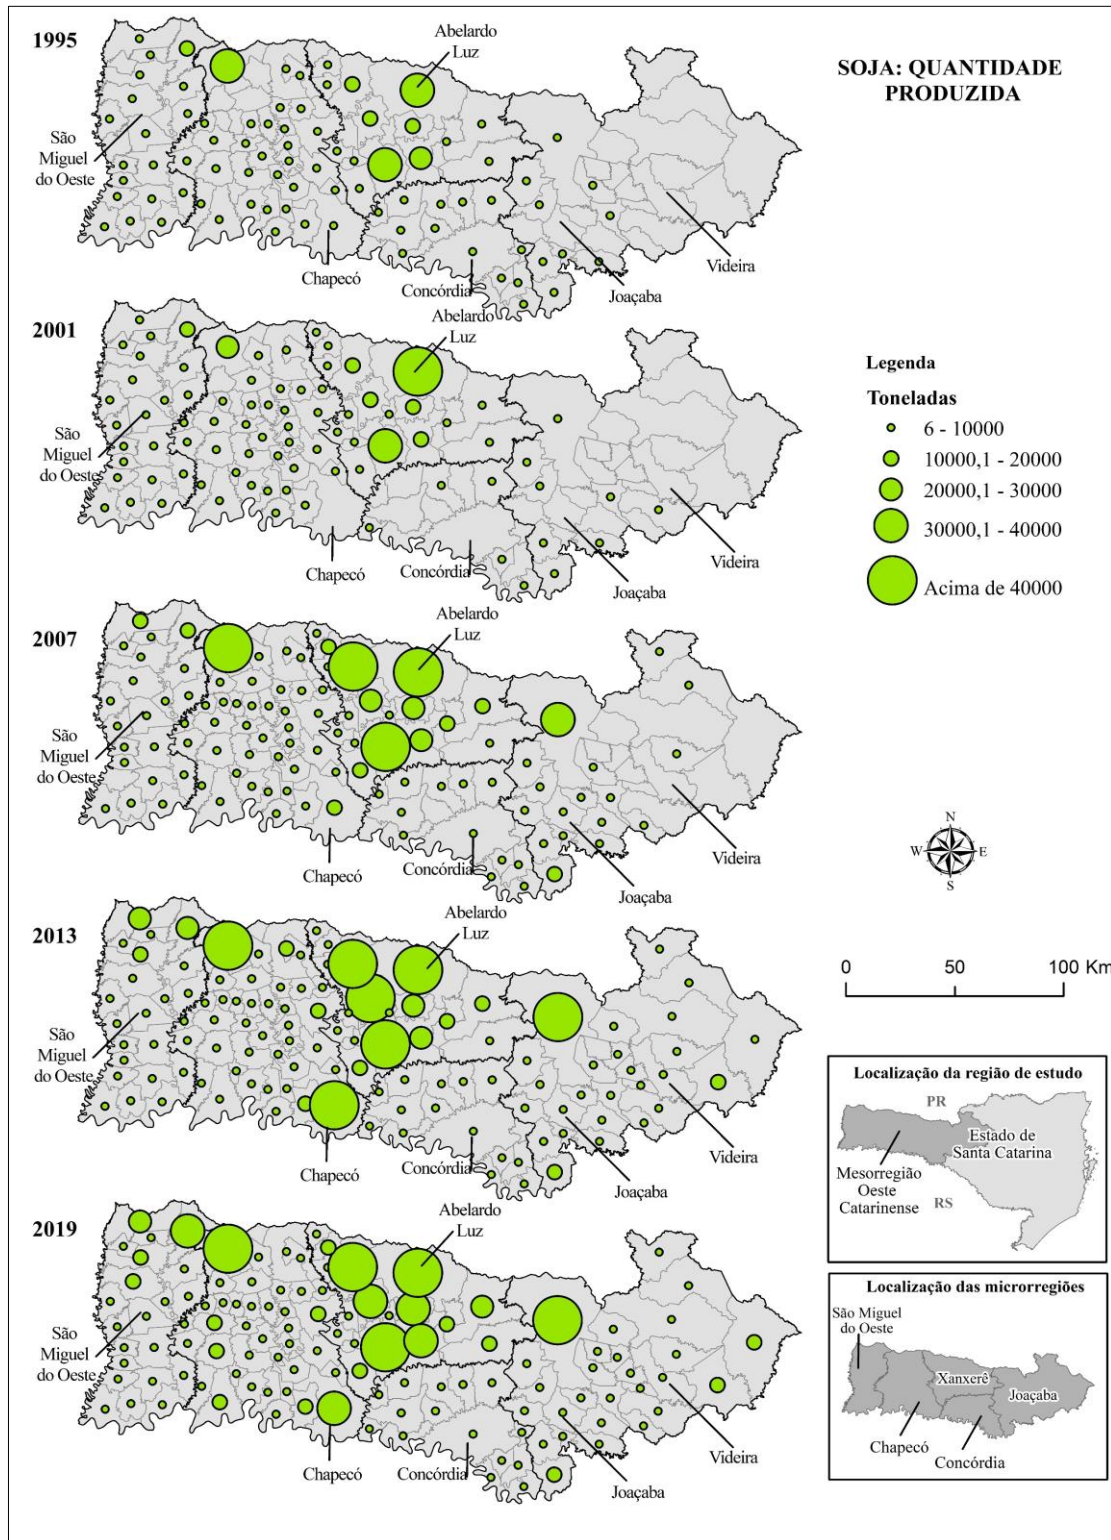 SOJA: QUANTIDADE
PRODUZIDA
1995
Abelardo
Luz
São
Miguel
do Oeste
Chapecó
Concórdia
Joaçaba
Videira
2001
Abelardo
Luz
São
Miguel
do Oeste
Chapecó
Concórdia
Joaçaba
Videira
Legenda
Toneladas
6 - 10000
10000,1 - 20000
20000,1 - 30000
30000,1 - 40000
Acima de 40000
2007
Abelardo
Luz
São
Miguel
do Oeste
Chapecó
Concórdia
Joaçaba
Videira
N
W E
S
2013
Abelardo
Luz
São
Miguel
do Oeste
Chapecó
Concórdia
Joaçaba
Videira
0 50 100 Km
Localização da região de estudo
PR
Estado de
Santa Catarina
Mesorregião
Oeste
Catarinense
RS
2019
Abelardo
Luz
São
Miguel
do Oeste
Chapecó
Concórdia
Joaçaba
Videira
Localização das microrregiões
São Miguel
do Oeste
Xanxerê
Joaçaba
Chapecó
Concórdia